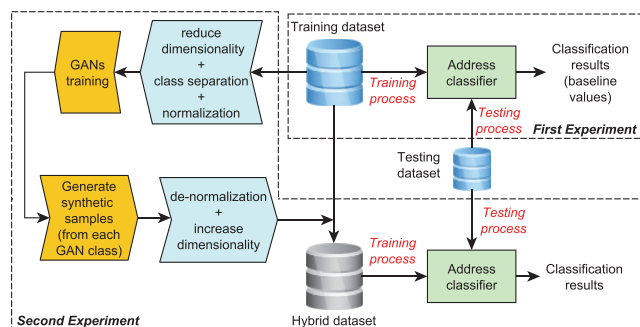 GANs
training
reduce
dimensionality
+
class separation
+
normalization
Training dataset
Training
process
Address
classifier
Classification
results
(baseline
values)
Testing
process
First Experiment
Testing
dataset
Generate
synthetic
samples
(from each
GAN class)
de-normalization
+
increase
dimensionality
Testing
process
Training
process
Address
classifier
Classification
results
Second Experiment
Hybrid dataset